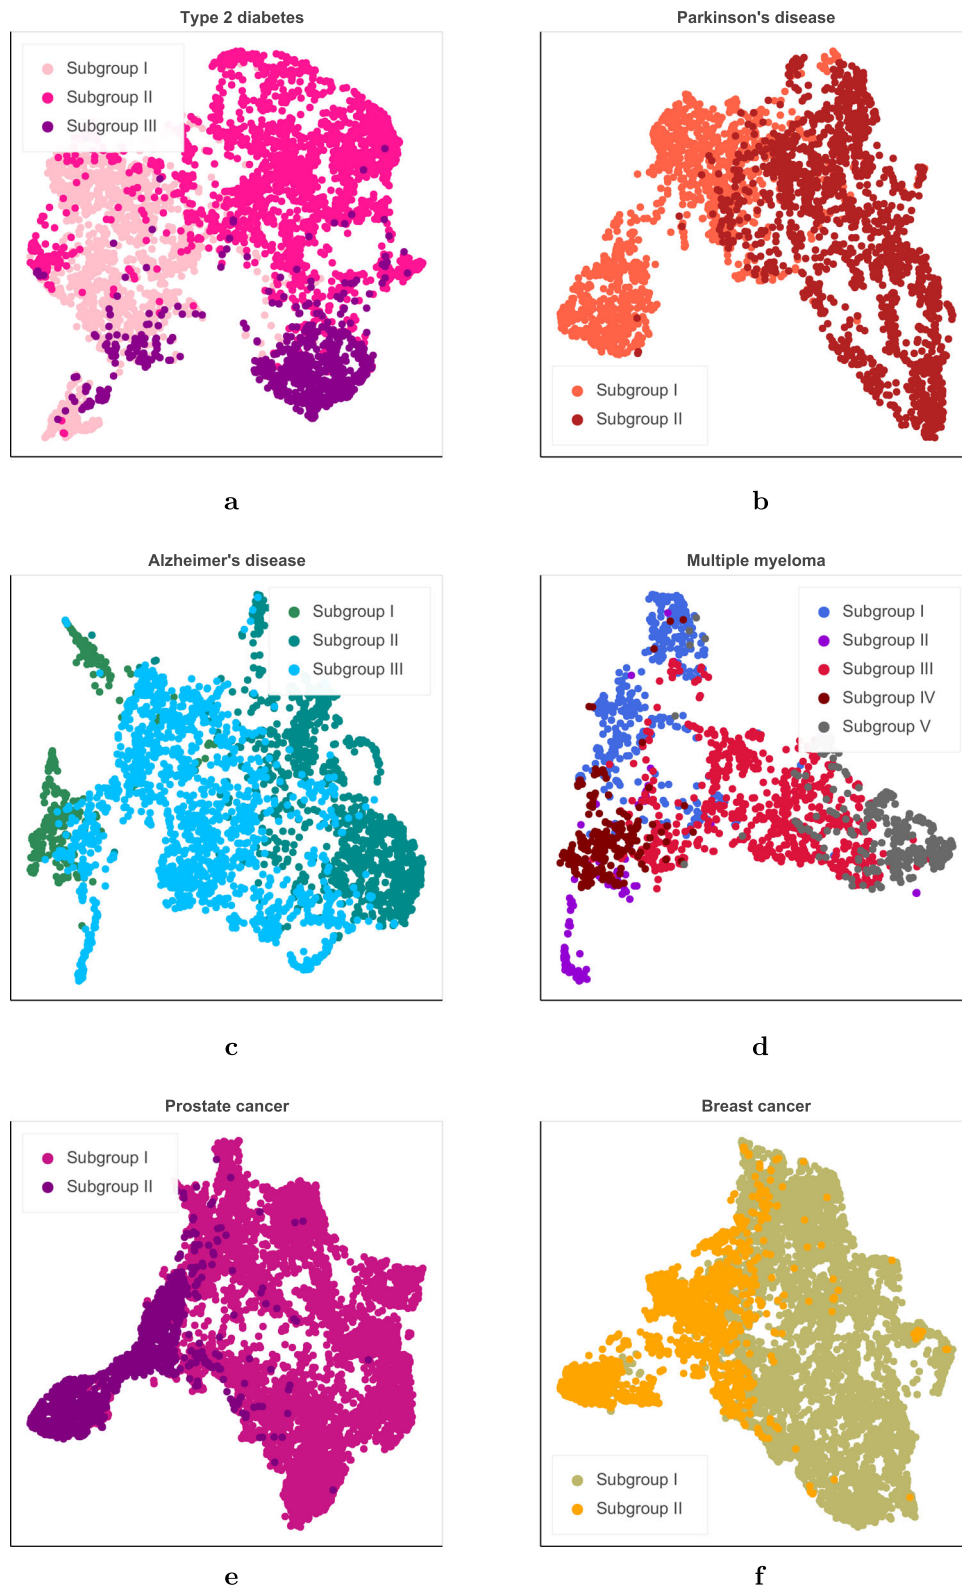 Type 2 diabetes
Subgroup I
Subgroup II
Subgroup III
a
Parkinson's disease
Subgroup I
Subgroup II
b
Alzheimer's disease
Subgroup I
Subgroup II
Subgroup III
c
Multiple myeloma
Subgroup I
Subgroup II
Subgroup III
Subgroup IV
Subgroup V
d
Prostate cancer
Subgroup I
Subgroup II
e
Breast cancer
Subgroup I
Subgroup II
f